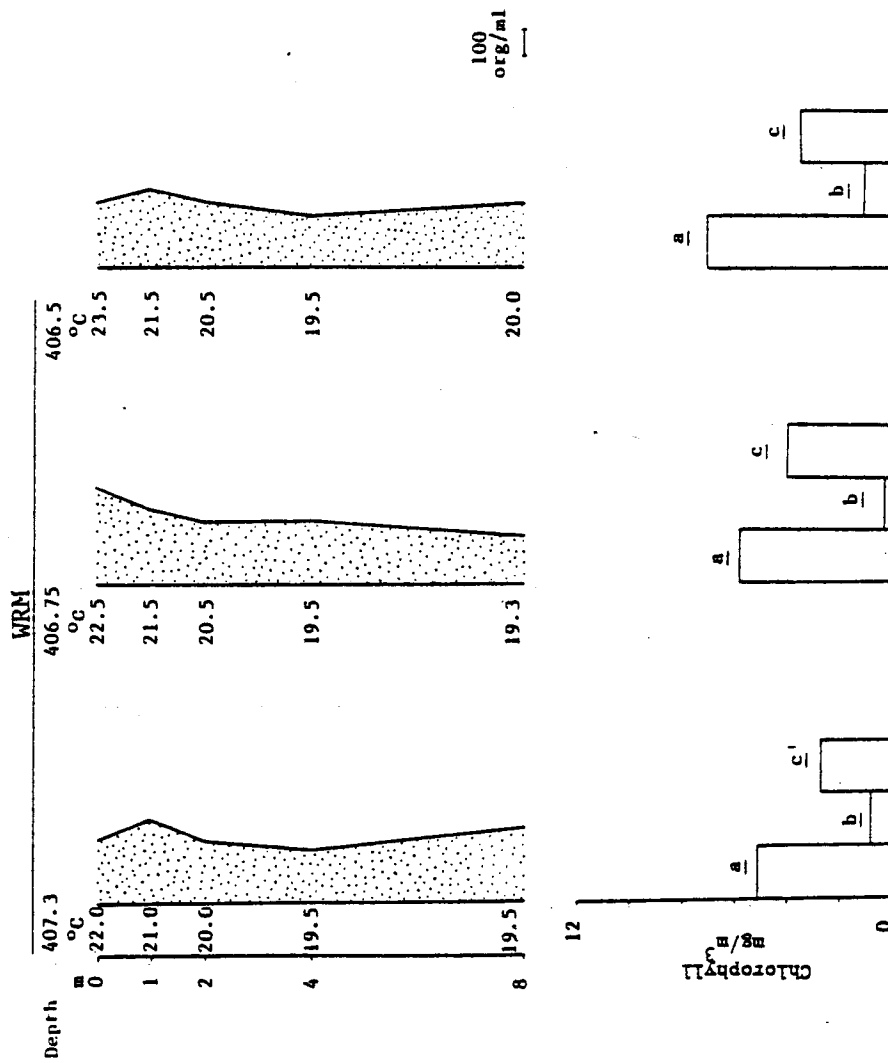 WRM
407.3 406.75 406.5
Depth m °C °C °C
0 22.0 22.5 23.5
1 21.0 21.5 21.5
2 20.0 20.5 20.5
4 19.5 19.5 19.5
8 19.5 19.3 20.0
100
org/ml
12
Chlorophyll
mg/m3
0
a b c' a b c a b c